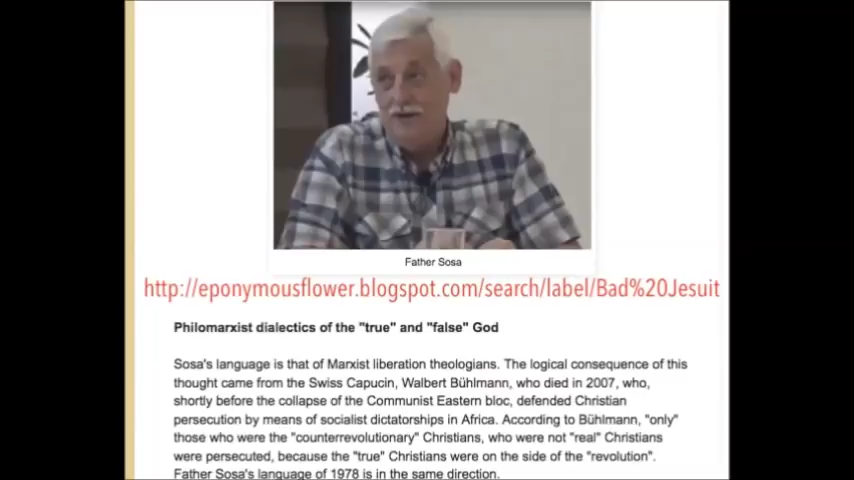 Father Sosa
http://eponymousflower.blogspot.com/search/label/Bad%20Jesuit
Philomarxist dialectics of the "true" and "false" God
Sosa's language is that of Marxist liberation theologians. The logical consequence of this
thought came from the Swiss Capucin, Walbert Bühlmann, who died in 2007, who,
shortly before the collapse of the Communist Eastern bloc, defended Christian
persecution by means of socialist dictatorships in Africa. According to Bühlmann, "only"
those who were the "counterrevolutionary" Christians, who were not "real" Christians
were persecuted, because the "true" Christians were on the side of the "revolution".
Father Sosa's language of 1978 is in the same direction.